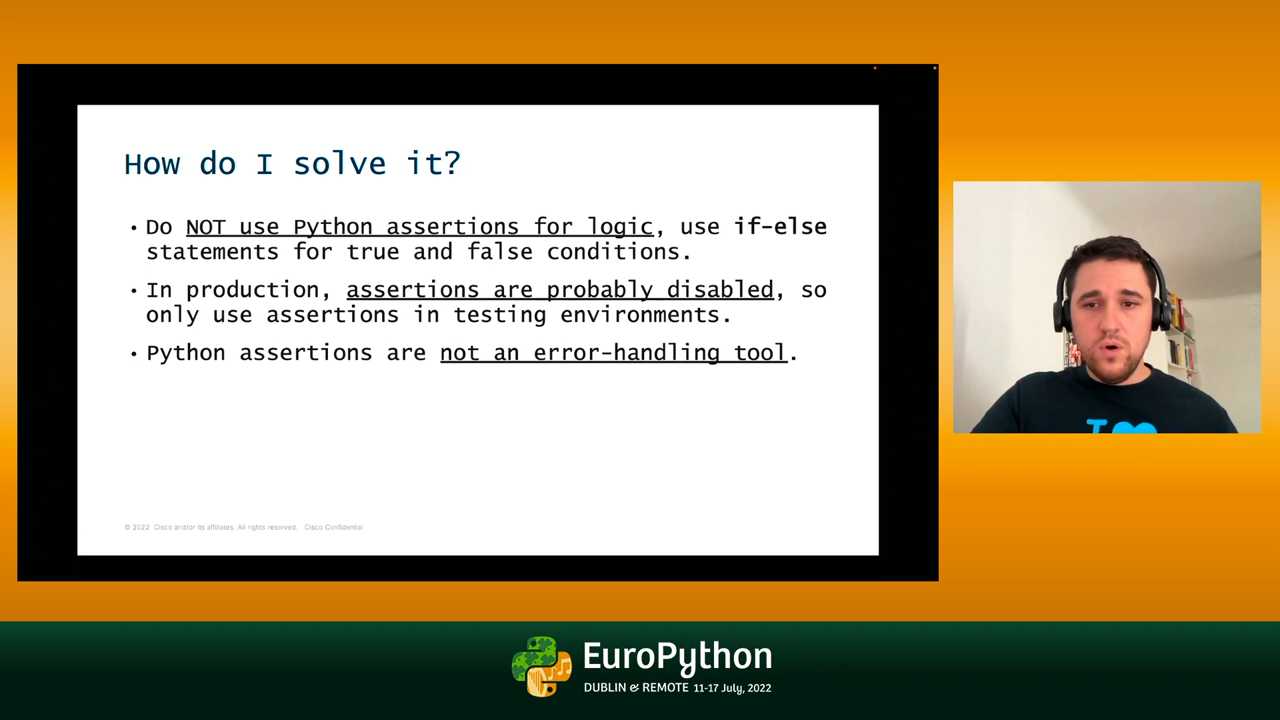 How do I solve it?
• Do NOT use Python assertions for logic, use if-else
statements for true and false conditions.
• In production, assertions are probably disabled, so
only use assertions in testing environments.
• Python assertions are not an error-handling tool.
© 2022 Cisco and/or its affiliates. All rights reserved. Cisco Confidential
I
EuroPython
DUBLIN & REMOTE 11-17 July, 2022